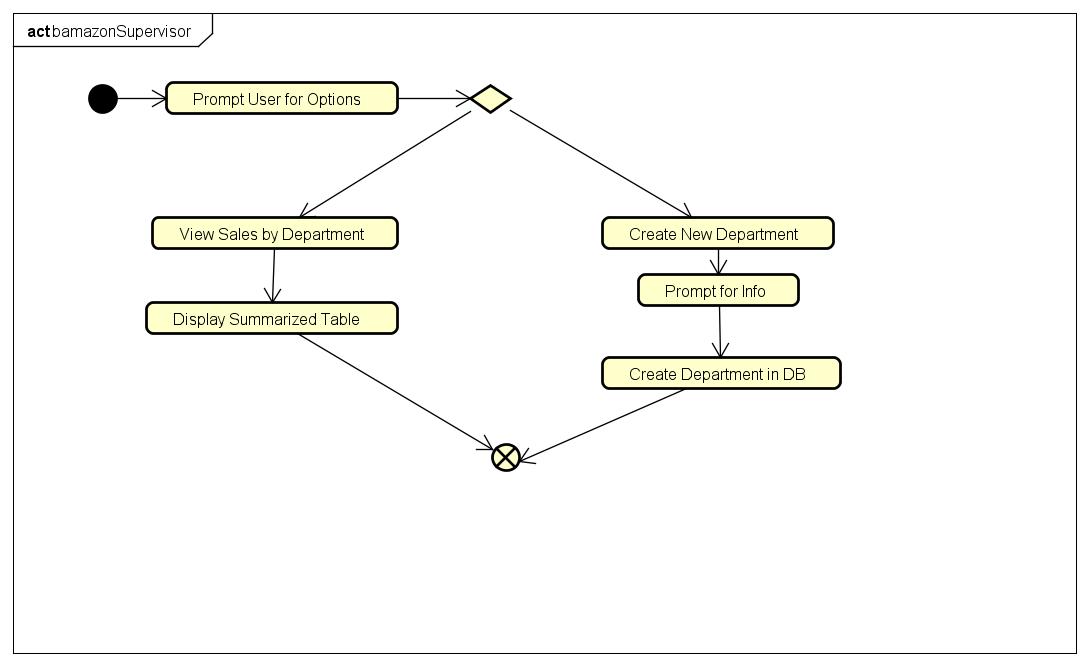 act bamazonSupervisor
Prompt User for Options
View Sales by Department
Create New Department
Prompt for Info
Display Summarized Table
Create Department in DB